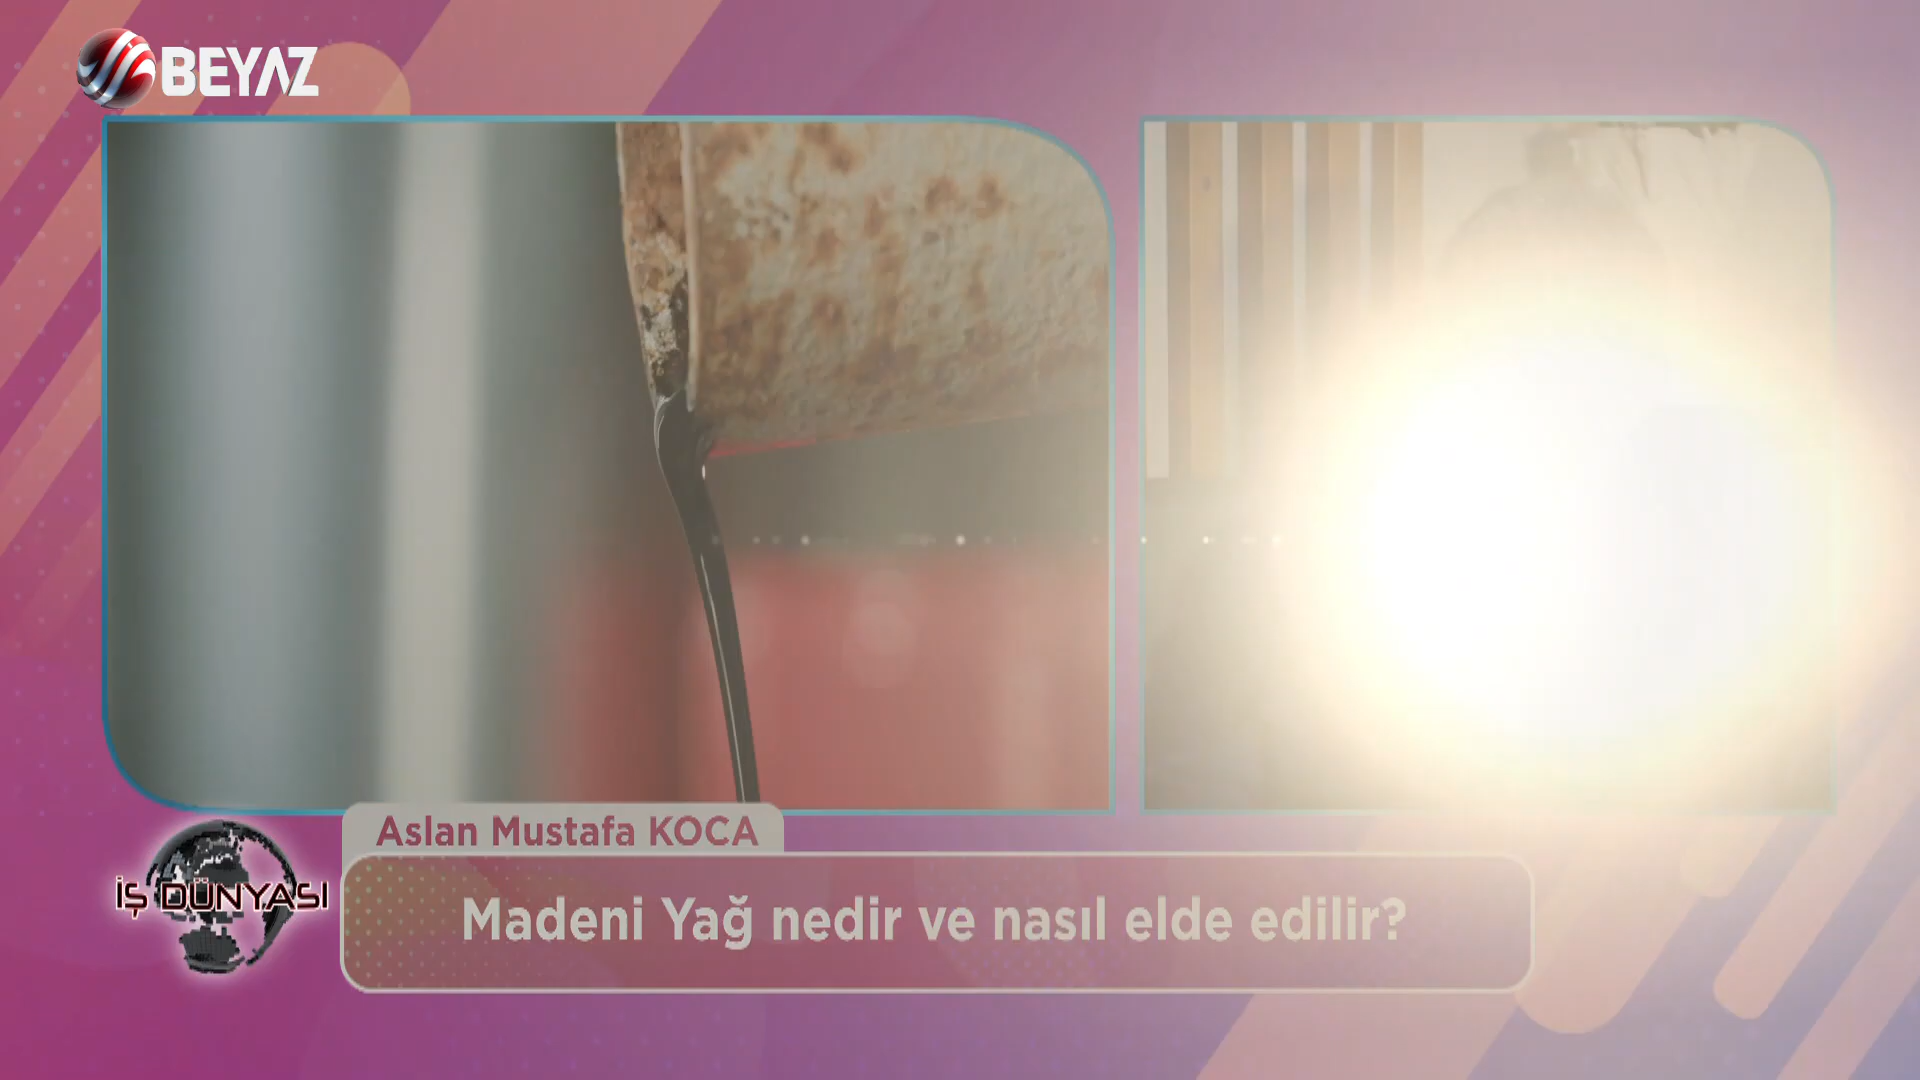 BEYAZ
Aslan Mustafa KOCA
İŞ DÜNYASI
Madeni Yağ nedir ve nasıl elde edilir?